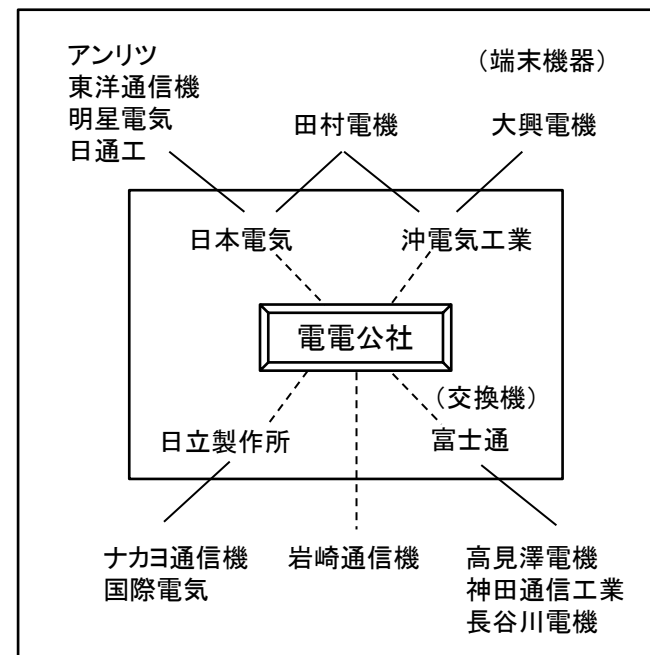 アンリツ
東洋通信機
明星電気
日通工
（端末機器）
田村電機
大興電機
日本電気
沖電気工業
電電公社
（交換機）
日立製作所
富士通
ナカヨ通信機
国際電気
岩崎通信機
高見澤電機
神田通信工業
長谷川電機